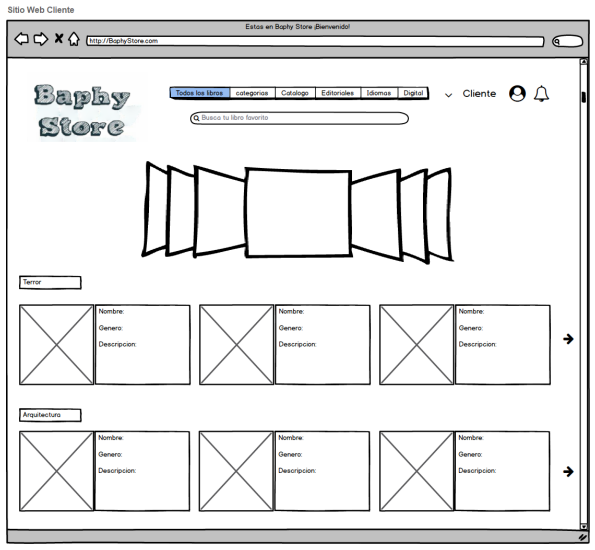 Sitio Web Cliente
Estas en Baphy Store ¡Bienvenido!
http://BaphyStore.com
Baphy
Store
Todos los libros categorias Catalogo Editoriales Idiomas Digital
Cliente
Busca tu libro favorito
Terror
Nombre: Nombre: Nombre:
Genero: Genero: Genero:
Descripcion: Descripcion: Descripcion:
Arquitectura
Nombre: Nombre: Nombre:
Genero: Genero: Genero:
Descripcion: Descripcion: Descripcion: